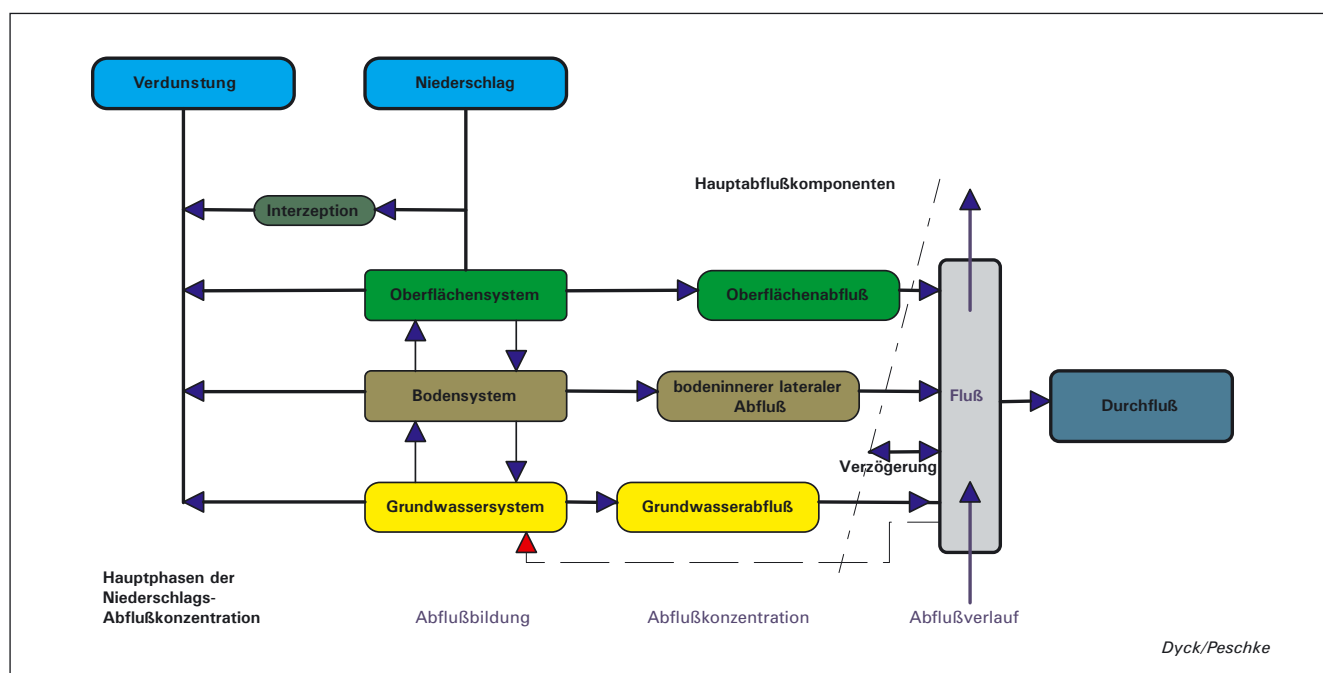 Verdunstung
Niederschlag
Hauptabflußkomponenten
Interzeption
Oberflächensystem
Oberflächenabfluß
Bodensystem
bodeninnerer lateraler
Abfluß
Fluß
Durchfluß
Verzögerung
Grundwassersystem
Grundwasserabfluß
Hauptphasen der
Niederschlags-
Abflußkonzentration
Abflußbildung
Abflußkonzentration
Abflußverlauf
Dyck/Peschke